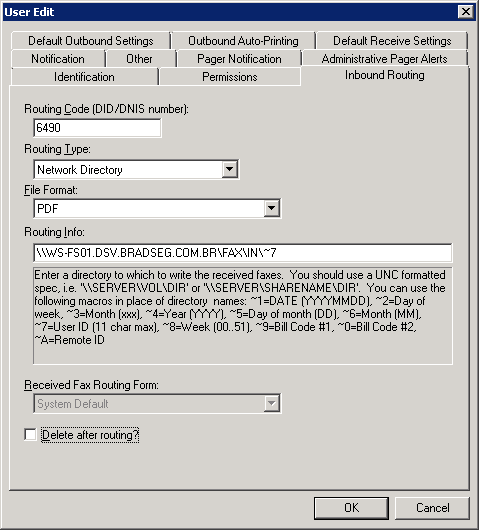 User Edit
Default Outbound Settings
Outbound Auto-Printing
Default Receive Settings
Notification
Other
Pager Notification
Administrative Pager Alerts
Identification
Permissions
Inbound Routing
Routing Code (DID/DNIS number):
6490
Routing Type:
Network Directory
File Format:
PDF
Routing Info:
\\WS-FS01.DSV.BRADSEG.COM.BR\FAX\IN\~7
Enter a directory to which to write the received faxes.  You should use a UNC formatted
spec, i.e. '\\SERVER\VOL\DIR' or '\\SERVER\SHARENAME\DIR'.  You can use the
following macros in place of directory  names: ~1=DATE (YYYYMMDD), ~2=Day of
week, ~3=Month (xxx), ~4=Year (YYYY), ~5=Day of month (DD), ~6=Month (MM),
~7=User ID (11 char max), ~8=Week (00..51), ~9=Bill Code #1, ~0=Bill Code #2,
~A=Remote ID
Received Fax Routing Form:
System Default
Delete after routing?
OK
Cancel